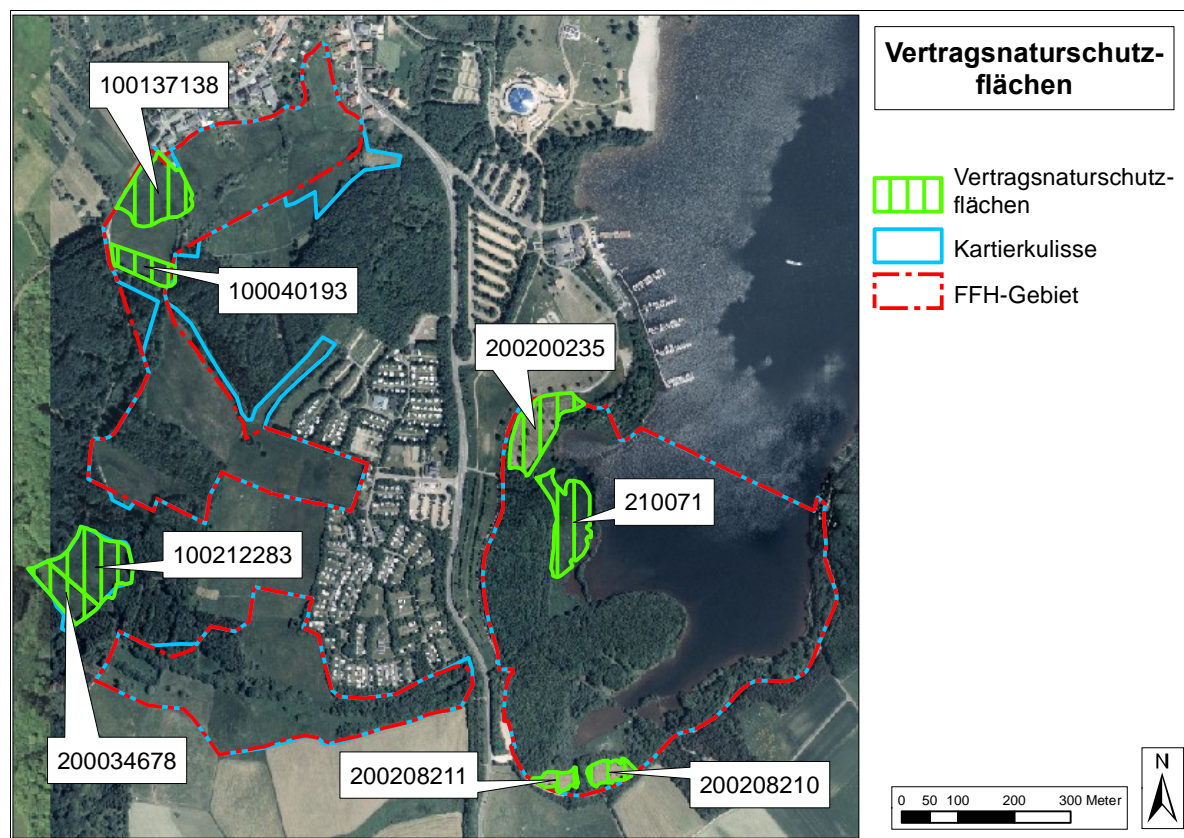 Vertragsnaturschutz-
flächen
Vertragsnaturschutz-
flächen
Kartierkulisse
FFH-Gebiet
100137138
100040193
200200235
210071
100212283
200034678
200208211
200208210
N
0 50 100 200 300 Meter